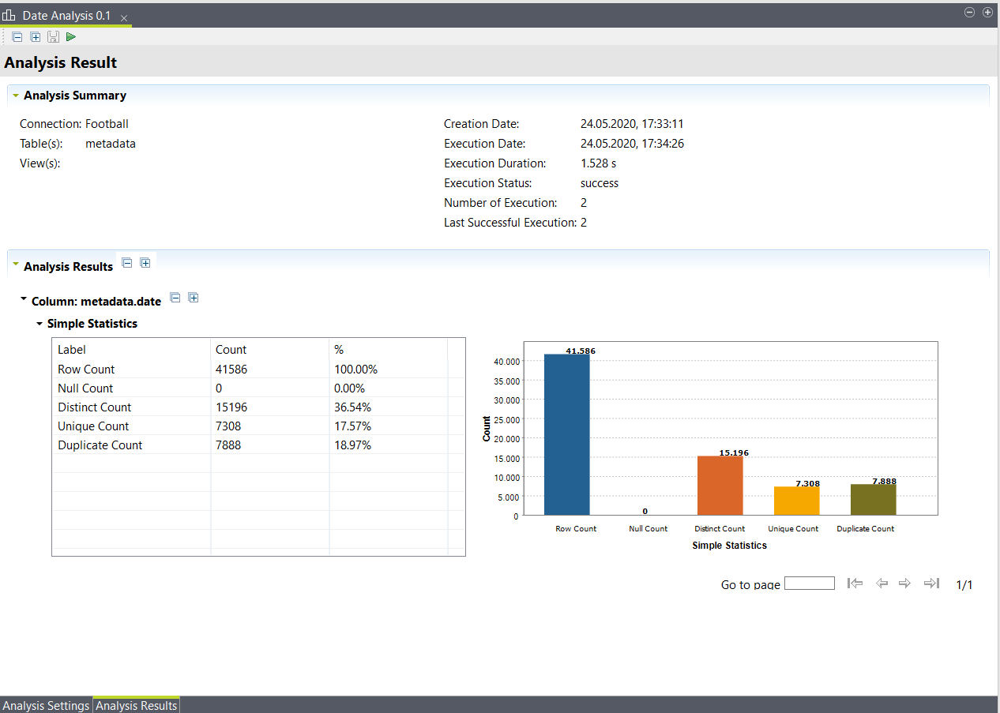 Date Analysis 0.1
Analysis Result
Analysis Summary
Connection: Football
Table(s): metadata
View(s):
Creation Date: 24.05.2020, 17:33:11
Execution Date: 24.05.2020, 17:34:26
Execution Duration: 1.528 s
Execution Status: success
Number of Execution: 2
Last Successful Execution: 2
Analysis Results
Column: metadata.date
Simple Statistics
Label Count %
Row Count 41586 100.00%
Null Count 0 0.00%
Distinct Count 15196 36.54%
Unique Count 7308 17.57%
Duplicate Count 7888 18.97%
41.586
40.000
35.000
30.000
25.000
Count
20.000
15.196
15.000
10.000
7.308 7.888
5.000
0
0
Row Count Null Count Distinct Count Unique Count Duplicate Count
Simple Statistics
Go to page 1/1
Analysis Settings Analysis Results